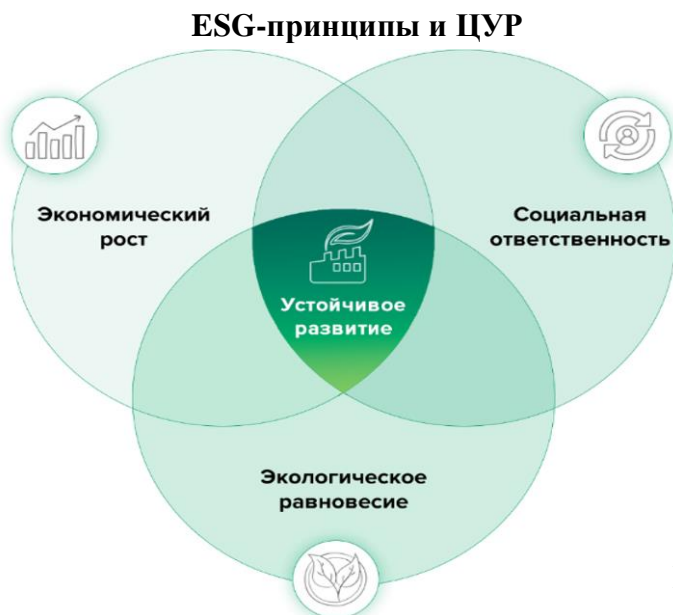 ESG-принципы и ЦУР
Экономический
рост
Социальная
ответственность
Устойчивое
развитие
Экологическое
равновесие